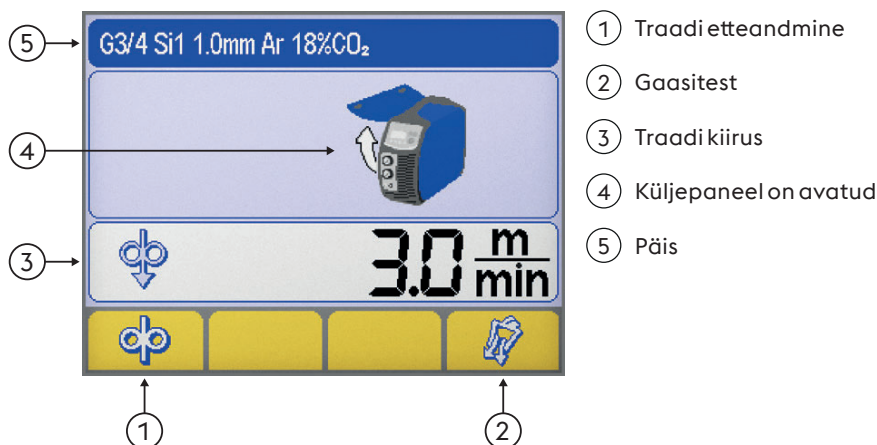 5 G3/4 Si1 1.0mm Ar 18%CO₂
4
3 3.0 m/min
1 2
1 Traadi etteandmine
2 Gaasitest
3 Traadi kiirus
4 Küljepaneel on avatud
5 Päis